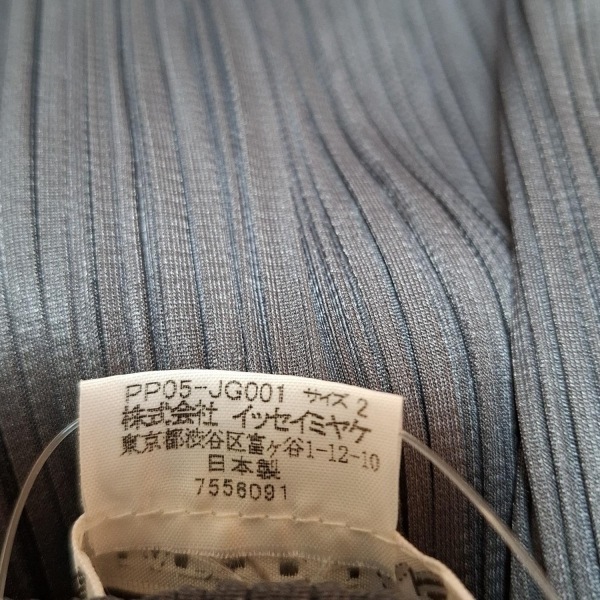 PP05-JG001 サイズ 2
株式会社 イッセイミヤケ
東京都渋谷区富ヶ谷1-12-10
日本製
7556091